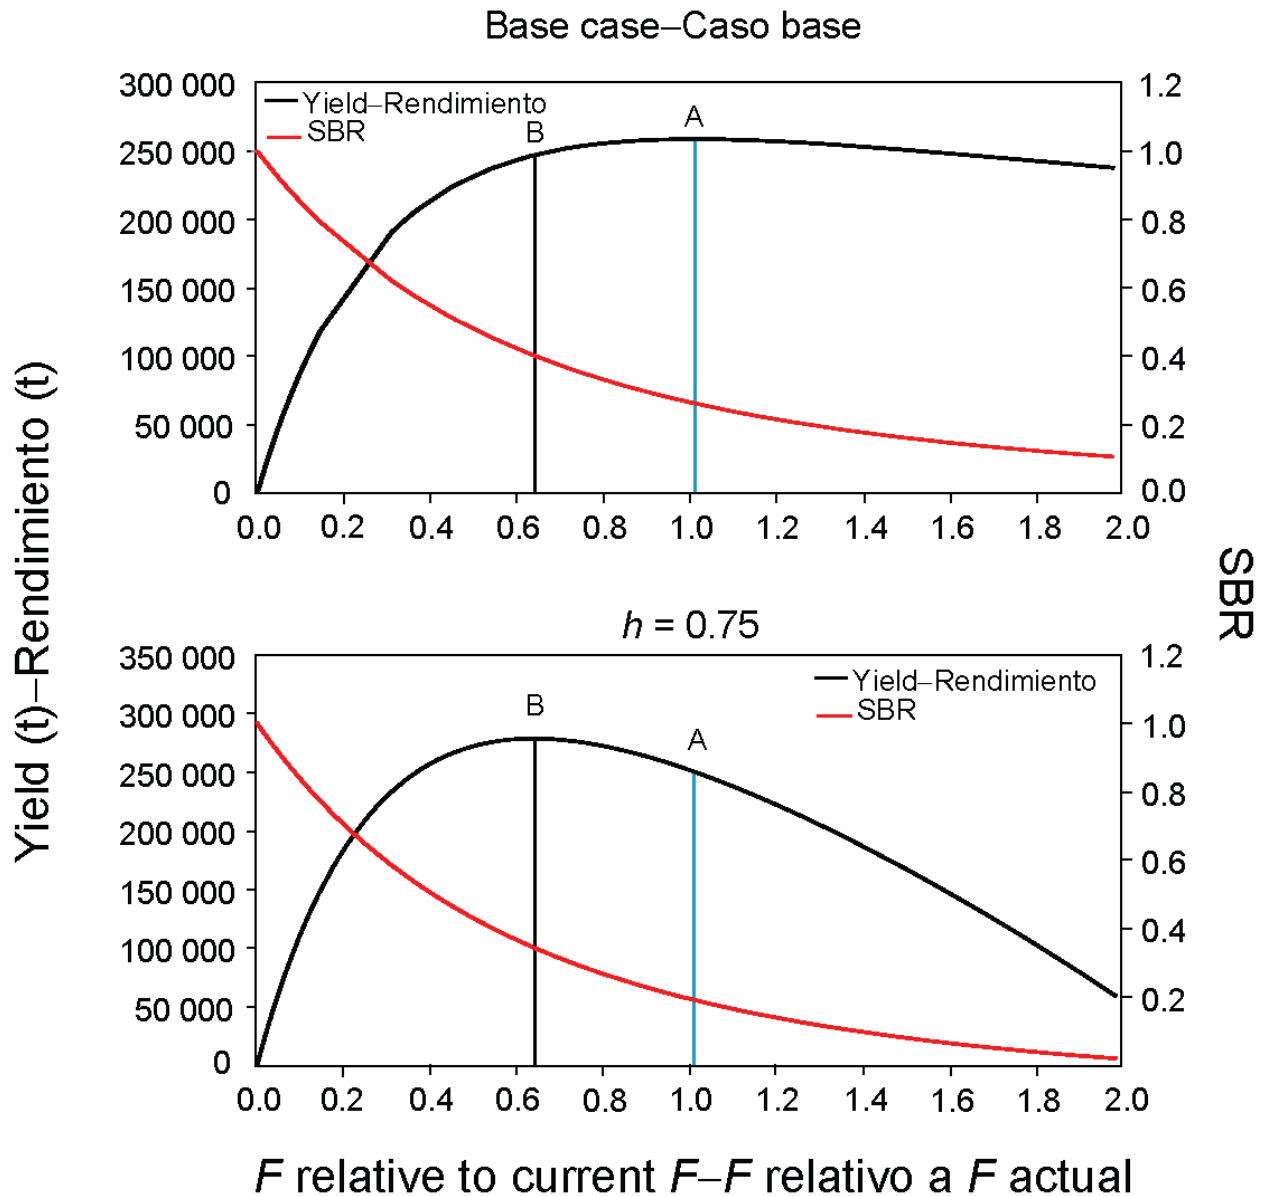 Base case–Caso base
300 000
250 000
200 000
150 000
100 000
50 000
0
Yield–Rendimiento
SBR
B
A
1.2
1.0
0.8
0.6
0.4
0.2
0.0
0.0 0.2 0.4 0.6 0.8 1.0 1.2 1.4 1.6 1.8 2.0
Yield (t)–Rendimiento (t)
SBR
h = 0.75
350 000
300 000
250 000
200 000
150 000
100 000
50 000
0
Yield–Rendimiento
SBR
B
A
1.2
1.0
0.8
0.6
0.4
0.2
0.0 0.2 0.4 0.6 0.8 1.0 1.2 1.4 1.6 1.8 2.0
F relative to current F–F relativo a F actual